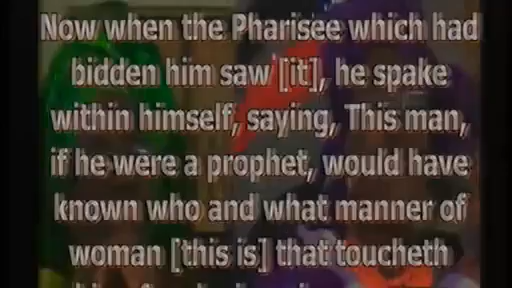 Now when the Pharisee which had
bidden him saw [it], he spake
within himself, saying, This man,
if he were a prophet, would have
known who and what manner of
woman [this is] that toucheth